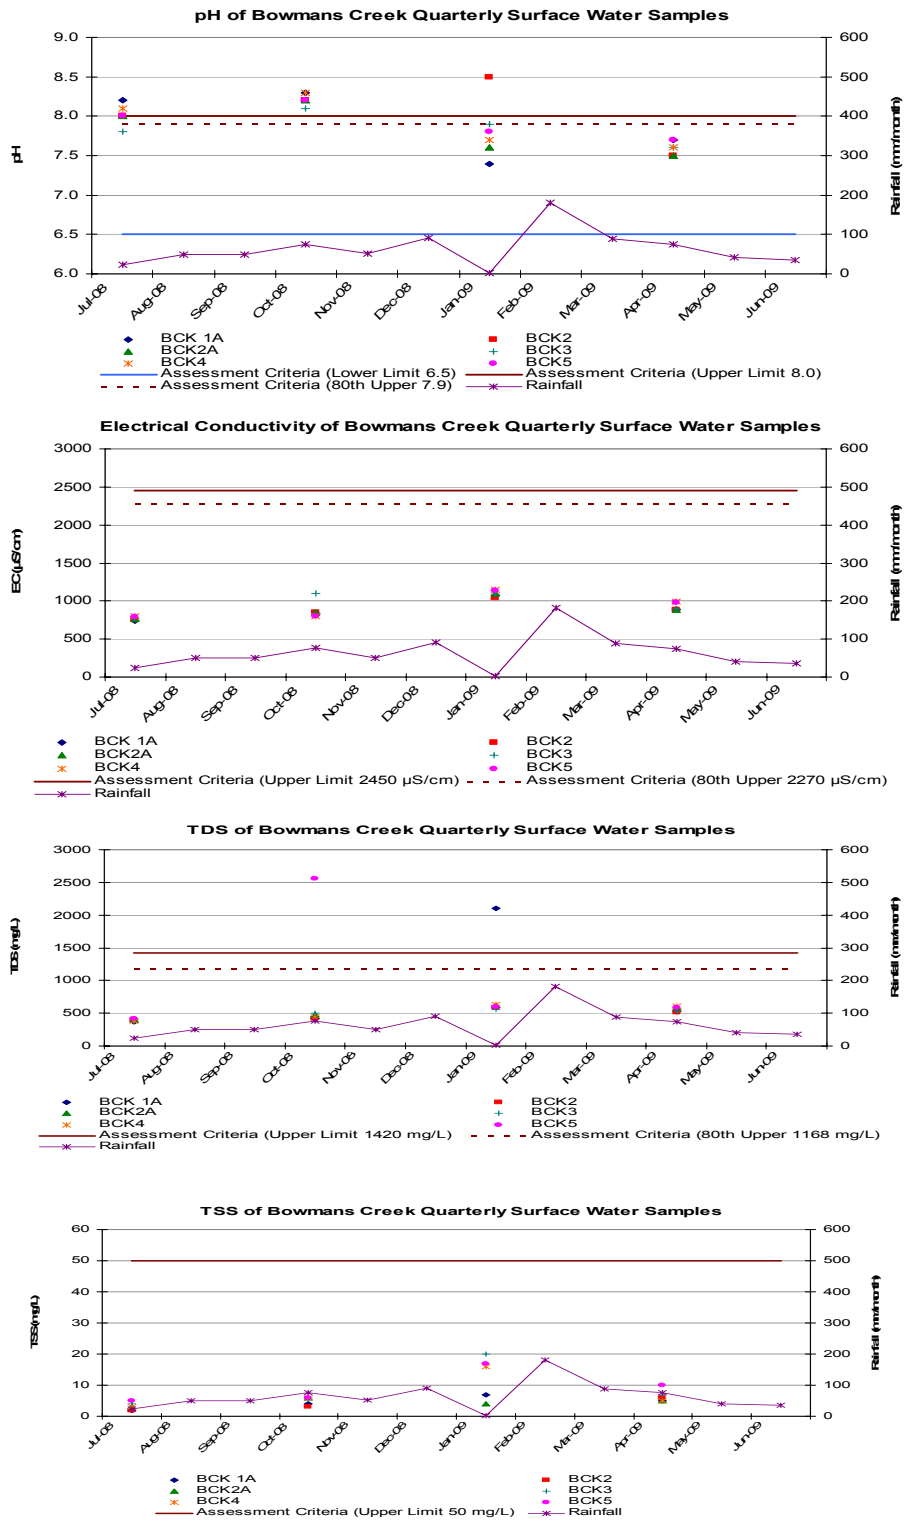 pH of Bowmans Creek Quarterly Surface Water Samples
9.0 600
8.5 500
8.0 400
7.5 300
7.0 200
6.5 100
6.0 0
pH
Rainfall (mm/month)
Jul-08 Aug-08 Sep-08 Oct-08 Nov-08 Dec-08 Jan-09 Feb-09 Mar-09 Apr-09 May-09 Jun-09
BCK 1A BCK2
BCK2A BCK3
BCK4 BCK5
Assessment Criteria (Lower Limit 6.5) Assessment Criteria (Upper Limit 8.0)
Assessment Criteria (80th Upper 7.9) Rainfall
Electrical Conductivity of Bowmans Creek Quarterly Surface Water Samples
3000 600
2500 500
2000 400
1500 300
1000 200
500 100
0 0
EC (µS/cm)
Rainfall (mm/month)
Jul-08 Aug-08 Sep-08 Oct-08 Nov-08 Dec-08 Jan-09 Feb-09 Mar-09 Apr-09 May-09 Jun-09
BCK 1A BCK2
BCK2A BCK3
BCK4 BCK5
Assessment Criteria (Upper Limit 2450 µS/cm) Assessment Criteria (80th Upper 2270 µS/cm)
Rainfall
TDS of Bowmans Creek Quarterly Surface Water Samples
3000 600
2500 500
2000 400
1500 300
1000 200
500 100
0 0
TDS (mg/L)
Rainfall (mm/month)
Jul-08 Aug-08 Sep-08 Oct-08 Nov-08 Dec-08 Jan-09 Feb-09 Mar-09 Apr-09 May-09 Jun-09
BCK 1A BCK2
BCK2A BCK3
BCK4 BCK5
Assessment Criteria (Upper Limit 1420 mg/L) Assessment Criteria (80th Upper 1168 mg/L)
Rainfall
TSS of Bowmans Creek Quarterly Surface Water Samples
60 600
50 500
40 400
30 300
20 200
10 100
0 0
TSS (mg/L)
Rainfall (mm/month)
Jul-08 Aug-08 Sep-08 Oct-08 Nov-08 Dec-08 Jan-09 Feb-09 Mar-09 Apr-09 May-09 Jun-09
BCK 1A BCK2
BCK2A BCK3
BCK4 BCK5
Assessment Criteria (Upper Limit 50 mg/L) Rainfall